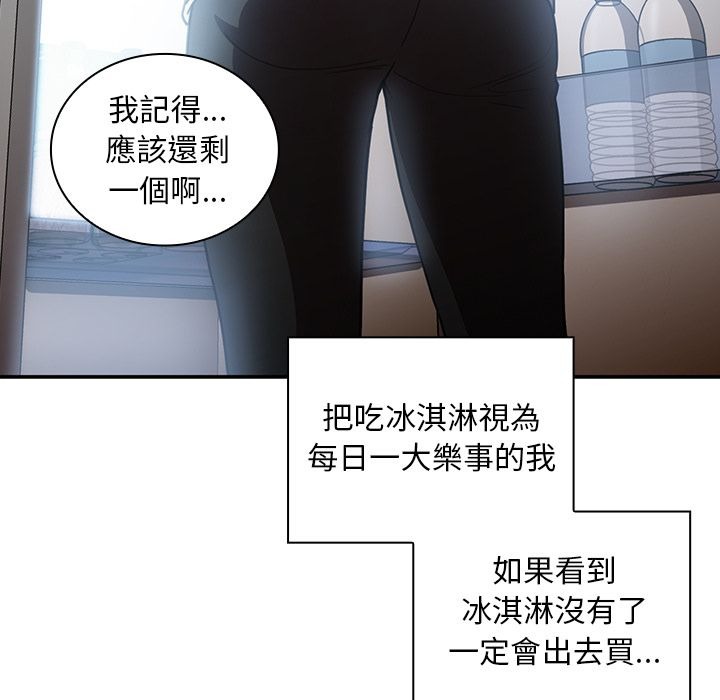 我記得...
應該還剩
一個啊...
把吃冰淇淋視為
每日一大樂事的我
如果看到
冰淇淋沒有了
一定會出去買...